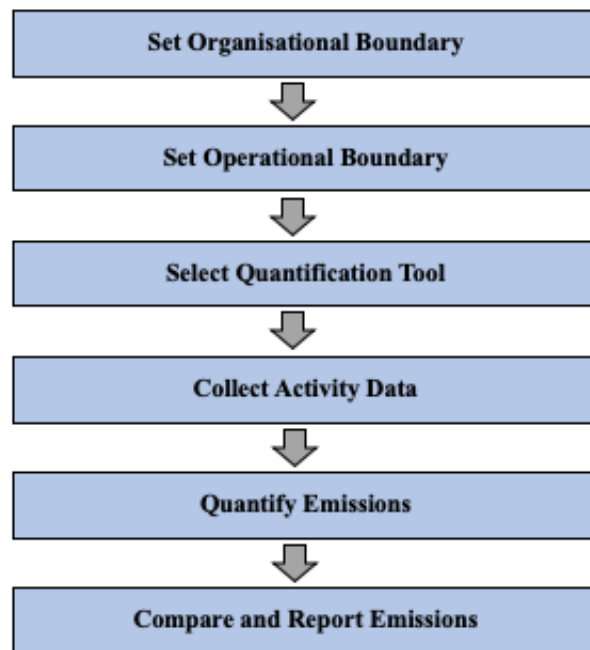 Set Organisational Boundary
Set Operational Boundary
Select Quantification Tool
Collect Activity Data
Quantify Emissions
Compare and Report Emissions